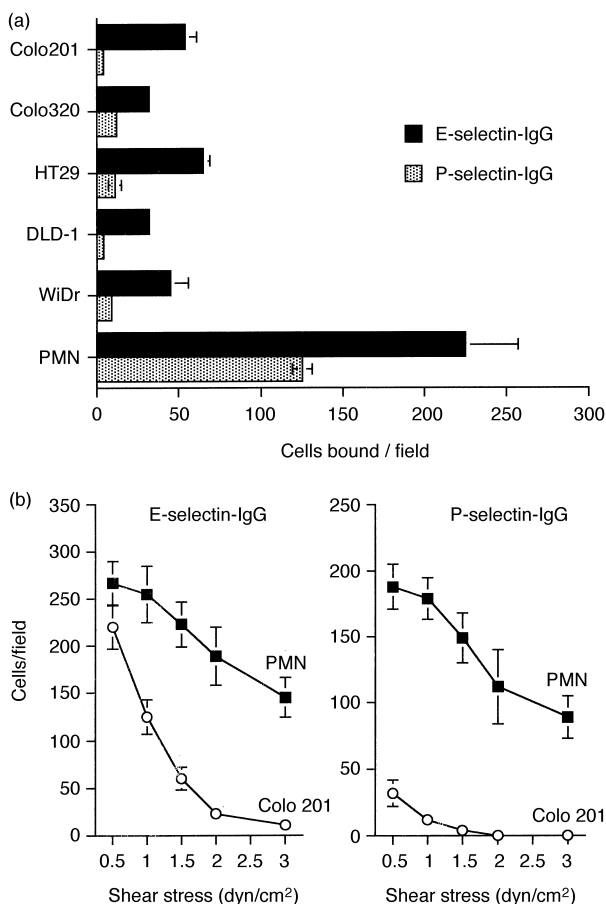 (a)
Colo201
Colo320
HT29
DLD-1
WiDr
PMN
E-selectin-IgG
P-selectin-IgG
0 50 100 150 200 250 300
Cells bound / field
(b)
E-selectin-IgG
350
300
250
200
150
100
50
0
Cells/field
PMN
Colo 201
0.5 1 1.5 2 2.5 3
Shear stress (dyn/cm²)
P-selectin-IgG
250
200
150
100
50
0
PMN
Colo 201
0.5 1 1.5 2 2.5 3
Shear stress (dyn/cm²)